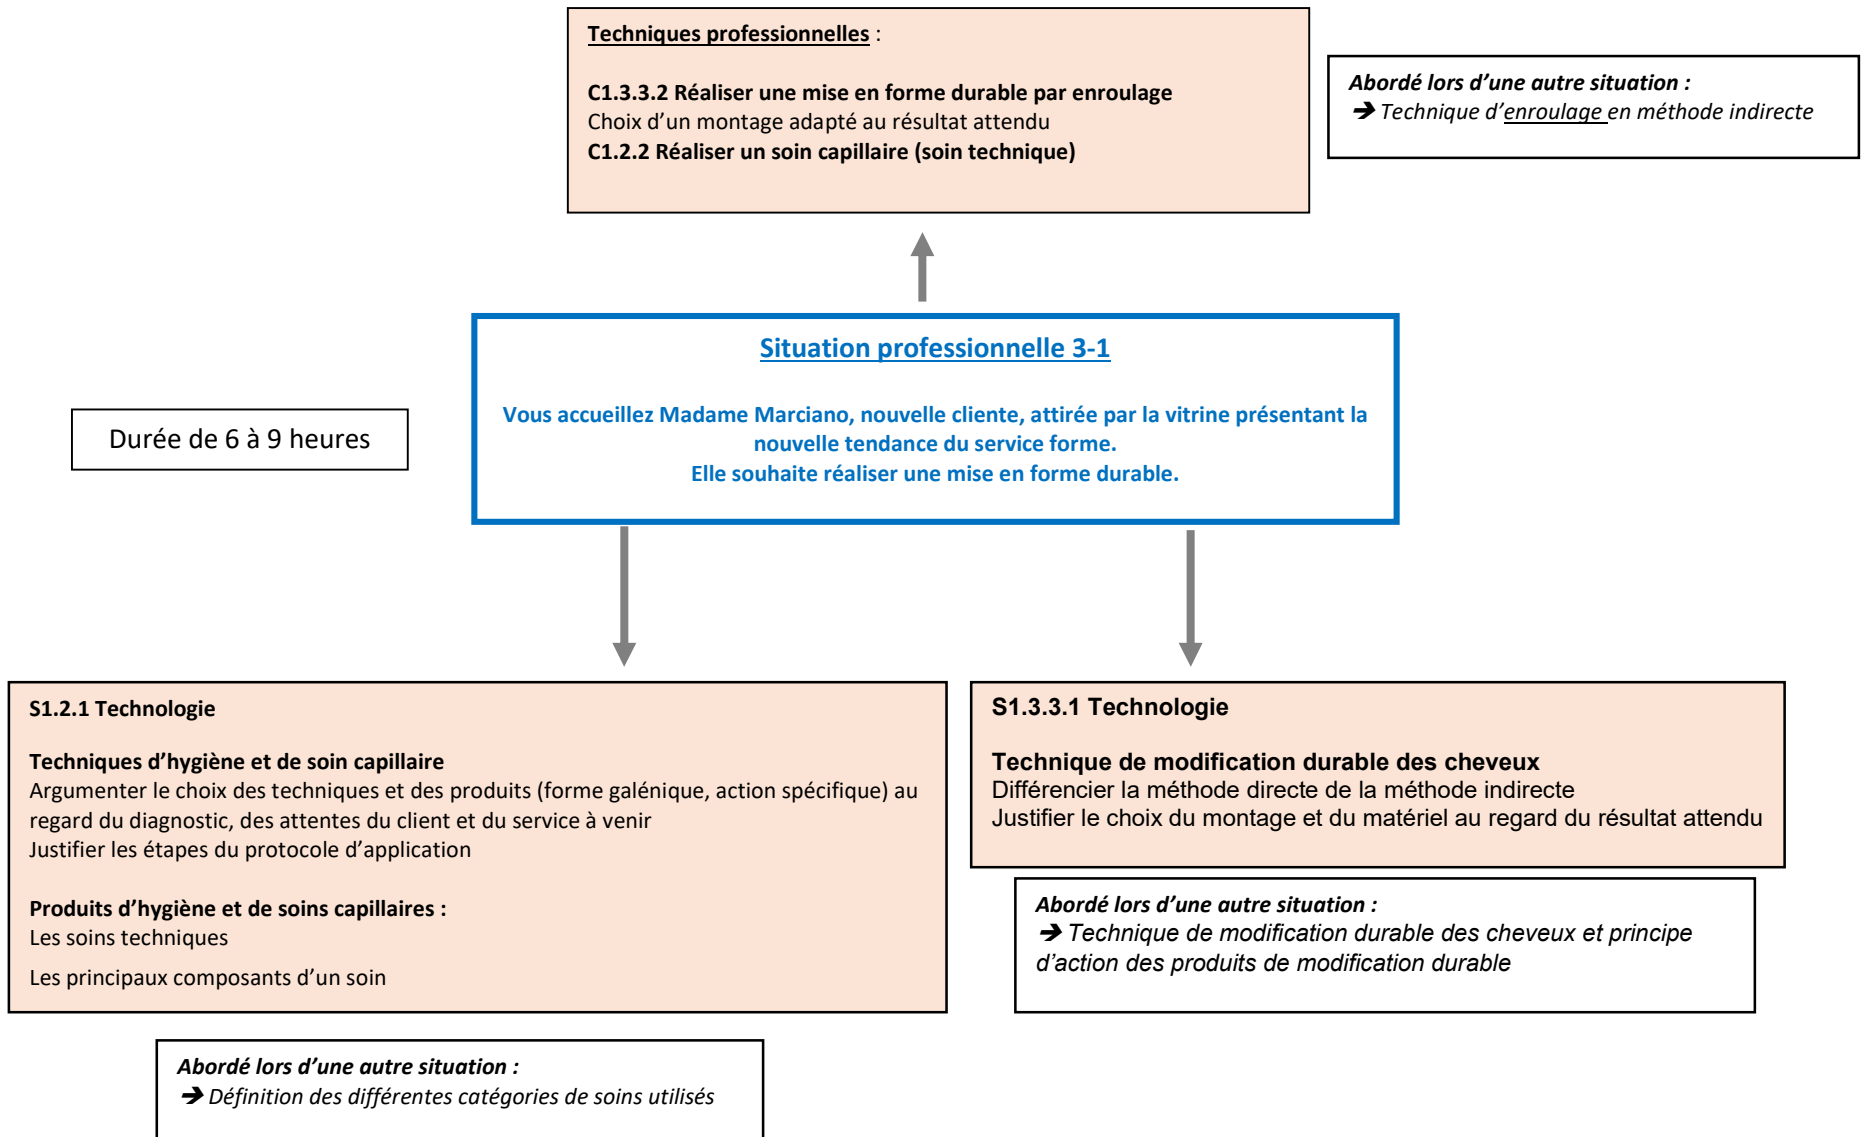 Techniques professionnelles :
C1.3.3.2 Réaliser une mise en forme durable par enroulage
Choix d’un montage adapté au résultat attendu
C1.2.2 Réaliser un soin capillaire (soin technique)
Abordé lors d’une autre situation :
➔ Technique d’enroulage en méthode indirecte
Situation professionnelle 3-1
Vous accueillez Madame Marciano, nouvelle cliente, attirée par la vitrine présentant la
nouvelle tendance du service forme.
Elle souhaite réaliser une mise en forme durable.
Durée de 6 à 9 heures
S1.2.1 Technologie
Techniques d’hygiène et de soin capillaire
Argumenter le choix des techniques et des produits (forme galénique, action spécifique) au
regard du diagnostic, des attentes du client et du service à venir
Justifier les étapes du protocole d’application
Produits d’hygiène et de soins capillaires :
Les soins techniques
Les principaux composants d’un soin
Abordé lors d’une autre situation :
➔ Définition des différentes catégories de soins utilisés
S1.3.3.1 Technologie
Technique de modification durable des cheveux
Différencier la méthode directe de la méthode indirecte
Justifier le choix du montage et du matériel au regard du résultat attendu
Abordé lors d’une autre situation :
➔ Technique de modification durable des cheveux et principe
d’action des produits de modification durable